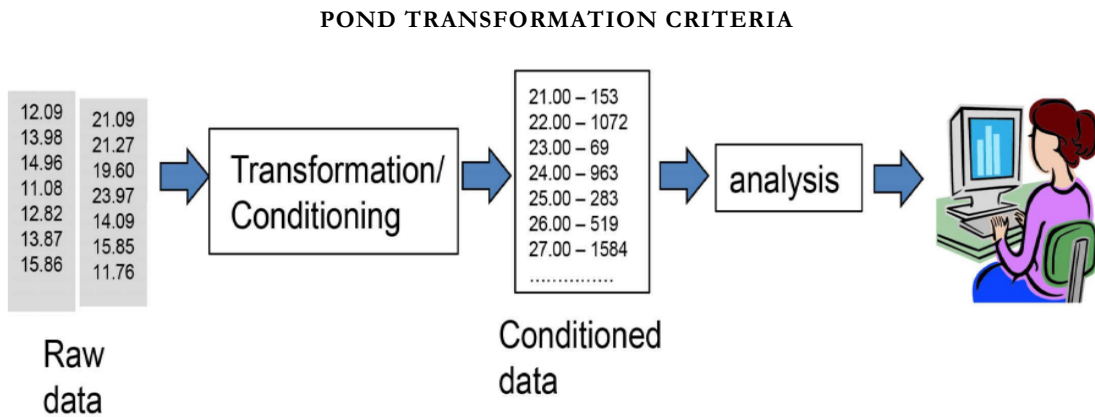 POND TRANSFORMATION CRITERIA
12.09
13.98
14.96
11.08
12.82
13.87
15.86
21.09
21.27
19.60
23.97
14.09
15.85
11.76
Raw
data
Transformation/
Conditioning
21.00 – 153
22.00 – 1072
23.00 – 69
24.00 – 963
25.00 – 283
26.00 – 519
27.00 – 1584
...............
Conditioned
data
analysis